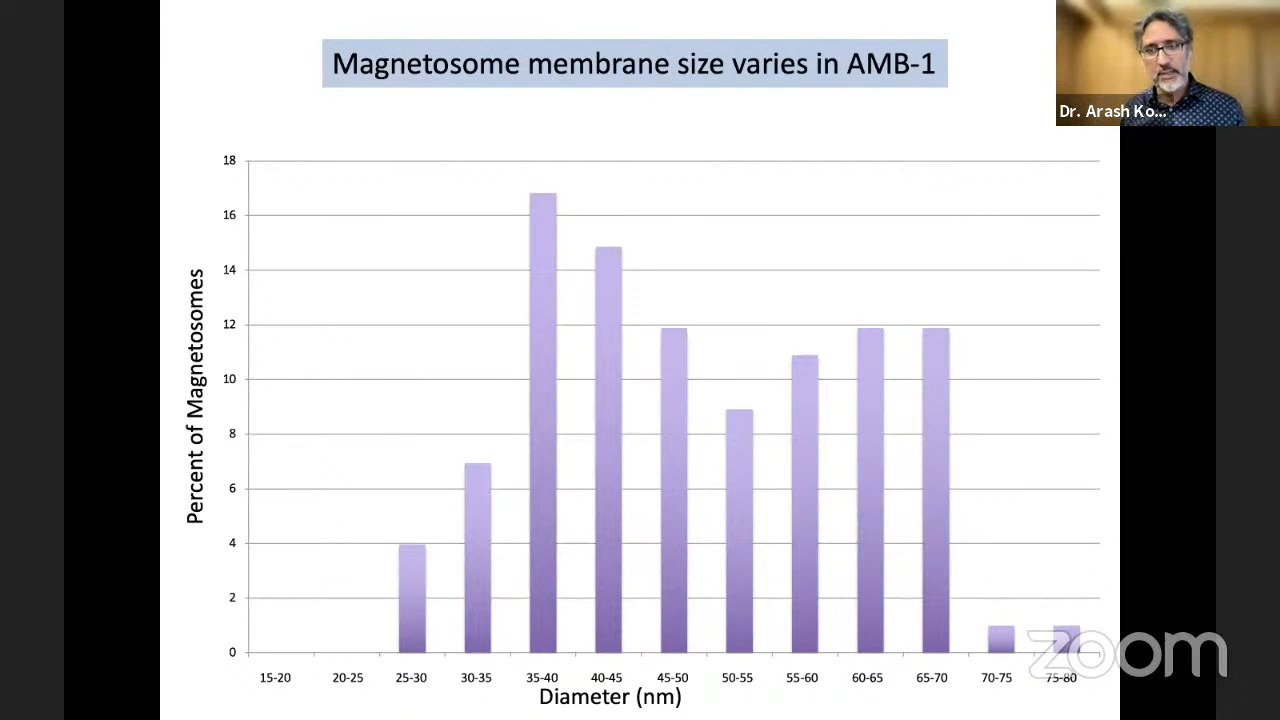 Magnetosome membrane size varies in AMB-1
Dr. Arash Ko...
Percent of Magnetosomes
18
16
14
12
10
8
6
4
2
0
15-20 20-25 25-30 30-35 35-40 40-45 45-50 50-55 55-60 60-65 65-70 70-75 75-80
Diameter (nm)
zoom